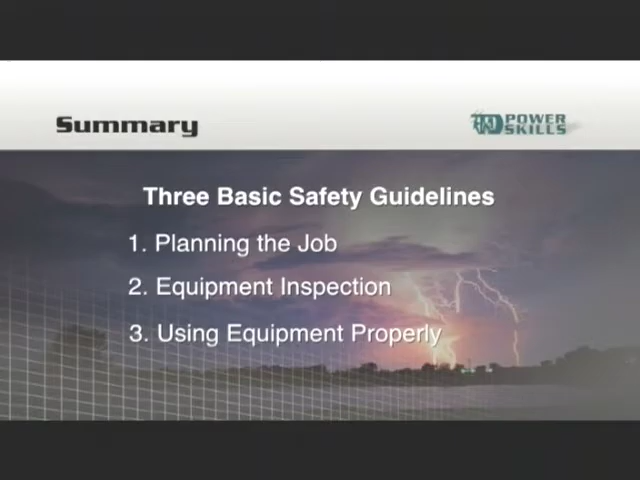 Summary
POWER
SKILLS
Three Basic Safety Guidelines
1. Planning the Job
2. Equipment Inspection
3. Using Equipment Properly